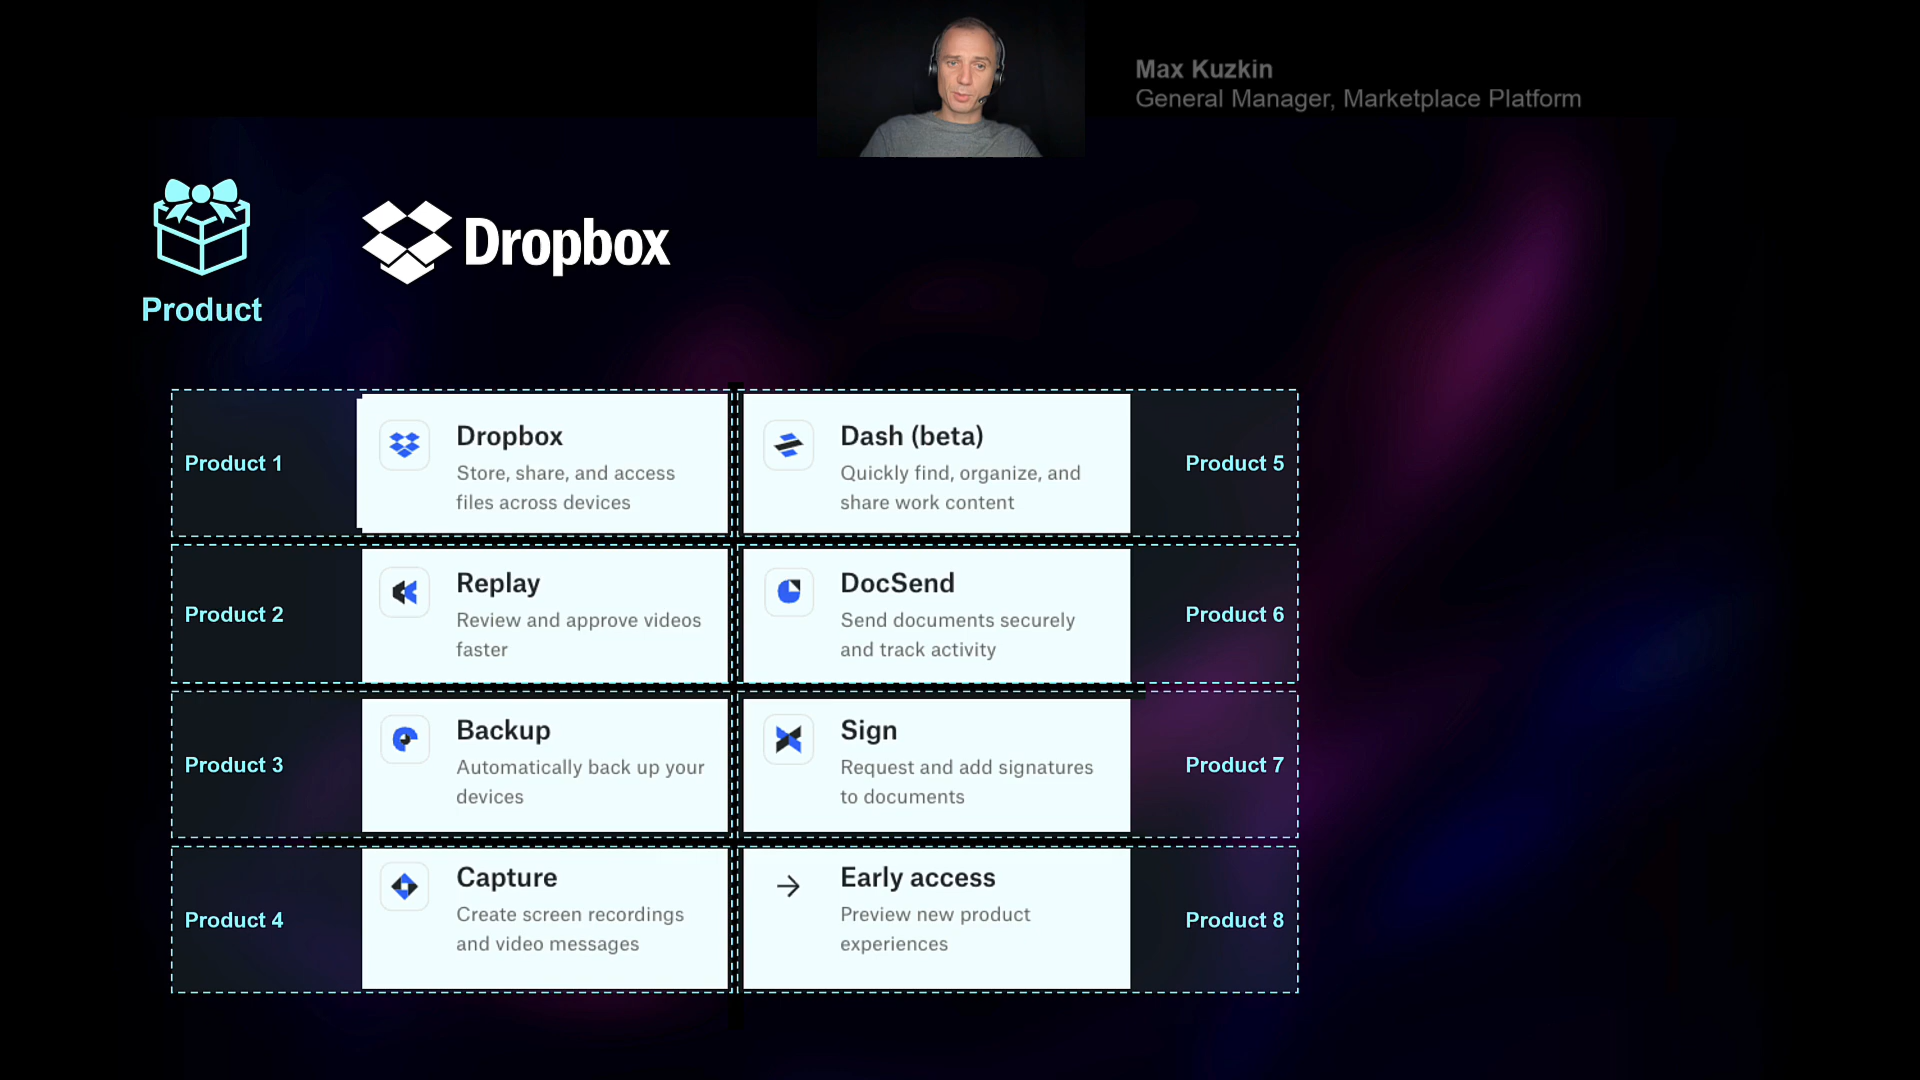 Max Kuzkin
General Manager, Marketplace Platform
Dropbox
Product
Product 1
Dropbox
Store, share, and access
files across devices
Dash (beta)
Quickly find, organize, and
share work content
Product 5
Product 2
Replay
Review and approve videos
faster
DocSend
Send documents securely
and track activity
Product 6
Product 3
Backup
Automatically back up your
devices
Sign
Request and add signatures
to documents
Product 7
Product 4
Capture
Create screen recordings
and video messages
Early access
Preview new product
experiences
Product 8